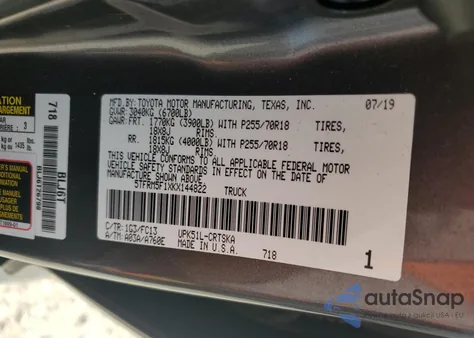 MFD. BY: TOYOTA MOTOR MANUFACTURING, TEXAS, INC. 07/19
GVWR 3040KG (6700LB)
GAWR: FRT. 1770KG (3900LB) WITH P255/70R18 TIRES,
18X8J RIMS.
RR. 1815KG (4000LB) WITH P255/70R18 TIRES,
18X8J RIMS.
THIS VEHICLE CONFORMS TO ALL APPLICABLE FEDERAL MOTOR
VEHICLE SAFETY STANDARDS IN EFFECT ON THE DATE OF
MANUFACTURE SHOWN ABOVE.
5TFRM5F1XKX144822 TRUCK
C/TR: 1G3/FC13 UPK51L-CRTSKA
A/TM: A03A/A760E MADE IN U.S.A.
718 1
718
BLJ6T
autoSnap